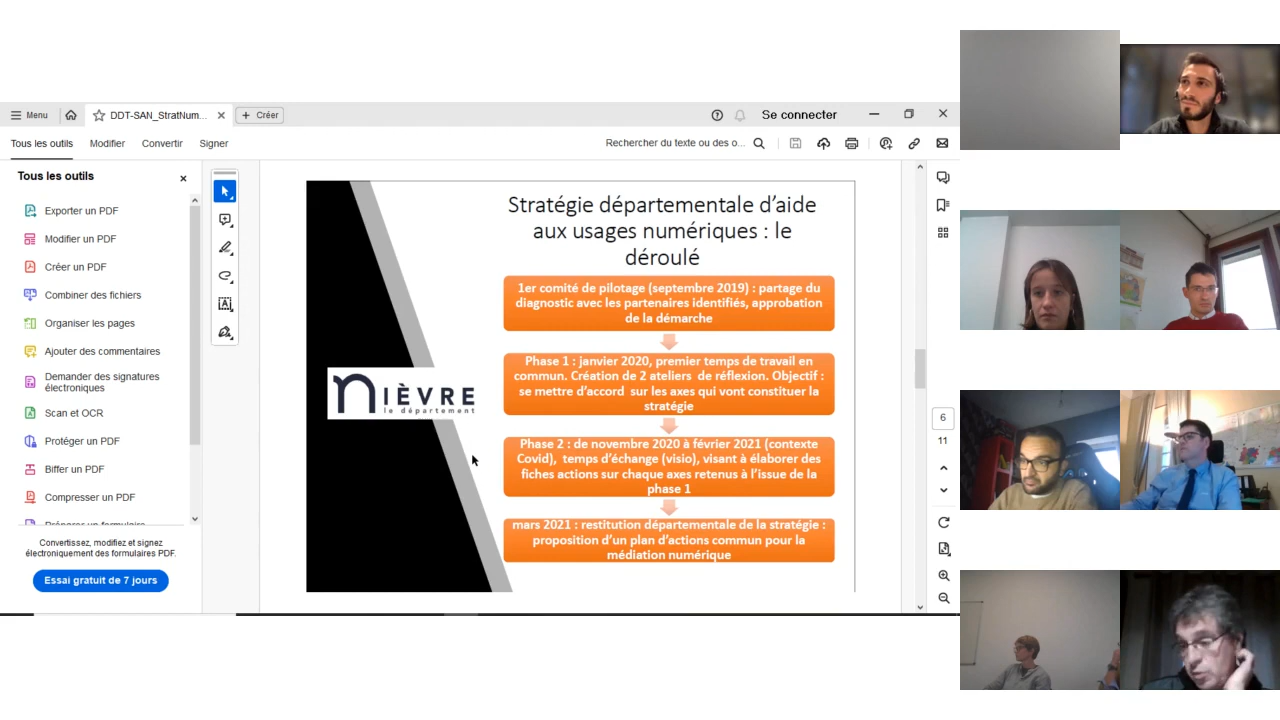 Menu
DDT-SAN_StratNum...
Créer
Se connecter
Tous les outils
Modifier
Convertir
Signer
Rechercher du texte ou des o...
Tous les outils
Exporter un PDF
Modifier un PDF
Créer un PDF
Combiner des fichiers
Organiser les pages
Ajouter des commentaires
Demander des signatures
électroniques
Scan et OCR
Protéger un PDF
Biffer un PDF
Compresser un PDF
Préparer un formulaire
Convertissez, modifiez et signez
électroniquement des formulaires PDF.
Essai gratuit de 7 jours
NIÈVRE
le département
Stratégie départementale d'aide
aux usages numériques : le
déroulé
1er comité de pilotage (septembre 2019) : partage du
diagnostic avec les partenaires identifiés, approbation
de la démarche
Phase 1 : janvier 2020, premier temps de travail en
commun. Création de 2 ateliers de réflexion. Objectif :
se mettre d'accord sur les axes qui vont constituer la
stratégie
Phase 2 : de novembre 2020 à février 2021 (contexte
Covid), temps d'échange (visio), visant à élaborer des
fiches actions sur chaque axes retenus à l'issue de la
phase 1
mars 2021 : restitution départementale de la stratégie :
proposition d'un plan d'actions commun pour la
médiation numérique
6
11